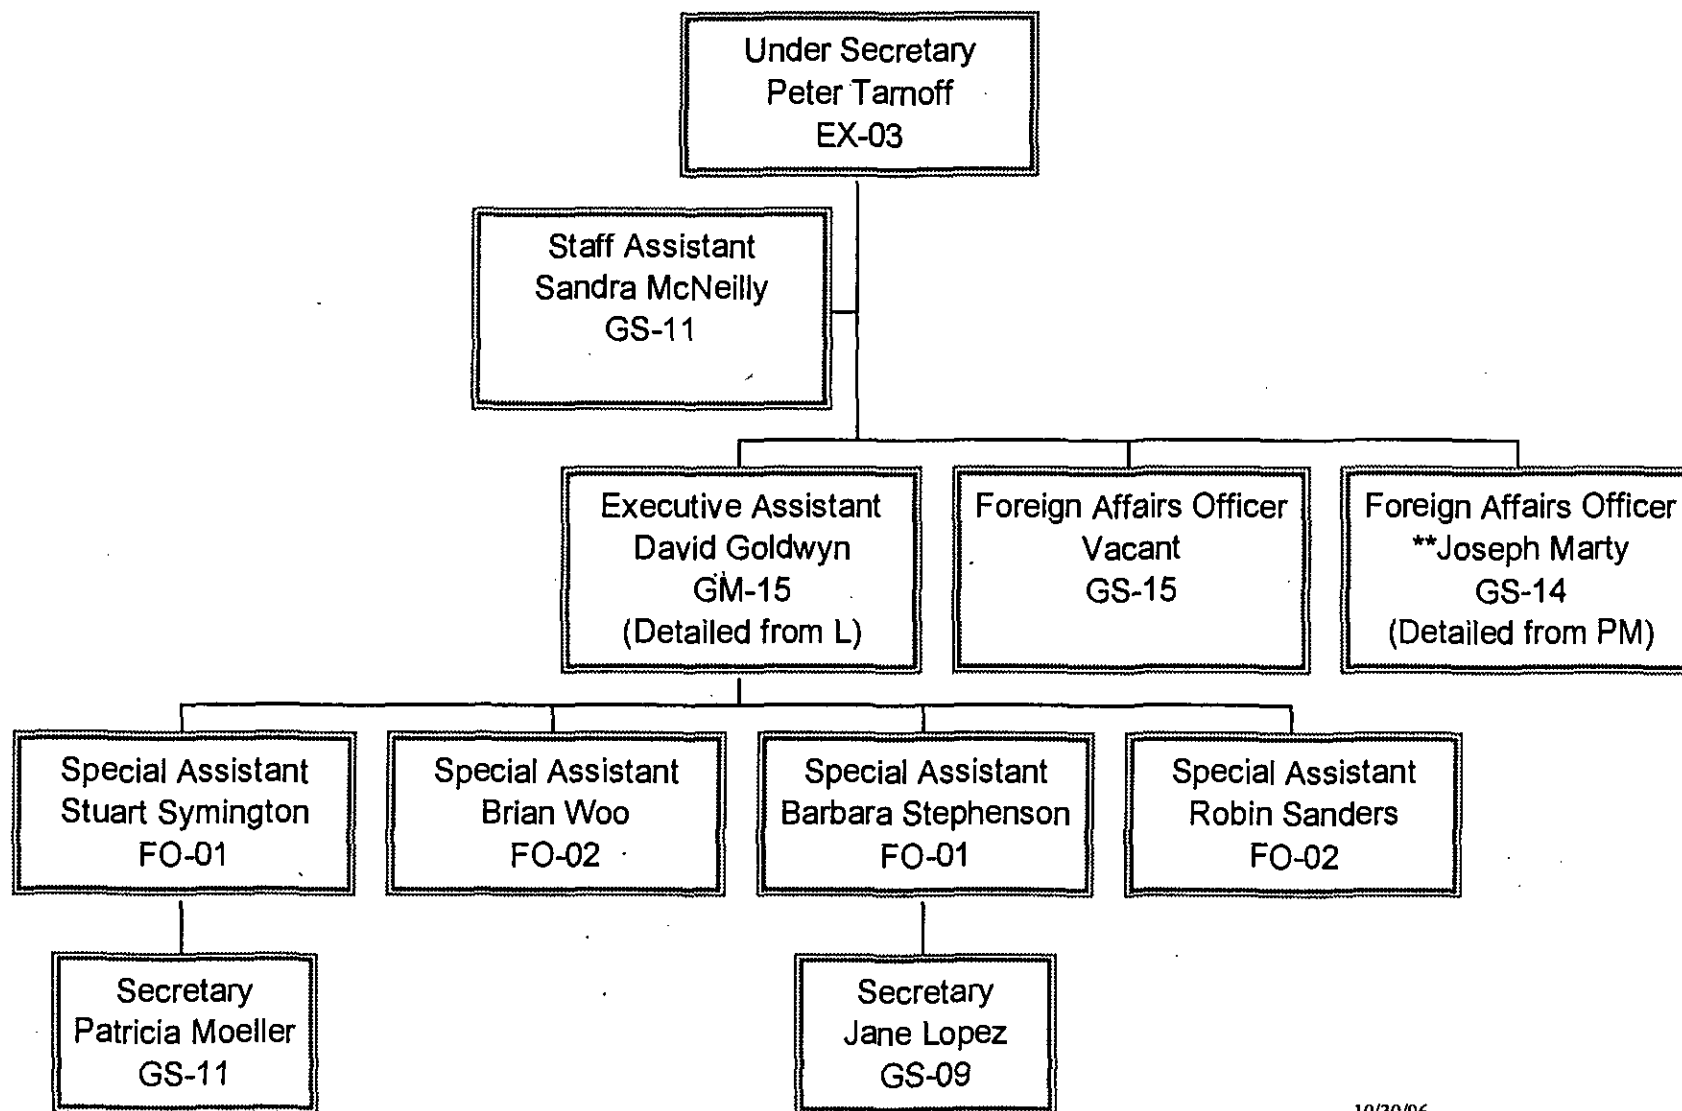 Under Secretary
Peter Tarnoff
EX-03
Staff Assistant
Sandra McNeilly
GS-11
Executive Assistant
David Goldwyn
GM-15
(Detailed from L)
Foreign Affairs Officer
Vacant
GS-15
Foreign Affairs Officer
**Joseph Marty
GS-14
(Detailed from PM)
Special Assistant
Stuart Symington
FO-01
Special Assistant
Brian Woo
FO-02
Special Assistant
Barbara Stephenson
FO-01
Special Assistant
Robin Sanders
FO-02
Secretary
Patricia Moeller
GS-11
Secretary
Jane Lopez
GS-09